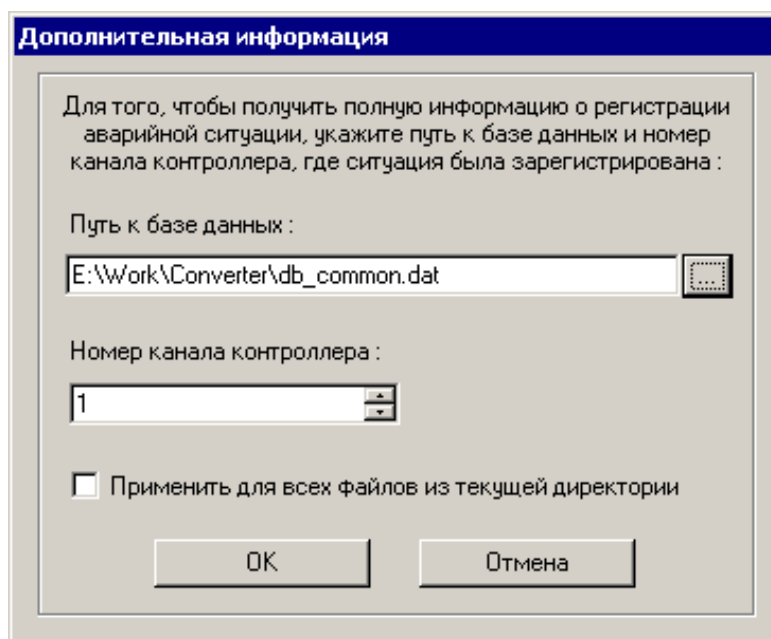 Дополнительная информация
Для того, чтобы получить полную информацию о регистрации
аварийной ситуации, укажите путь к базе данных и номер
канала контроллера, где ситуация была зарегистрирована :
Путь к базе данных :
E:\Work\Converter\db_common.dat
...
Номер канала контроллера :
1
Применить для всех файлов из текущей директории
OK
Отмена